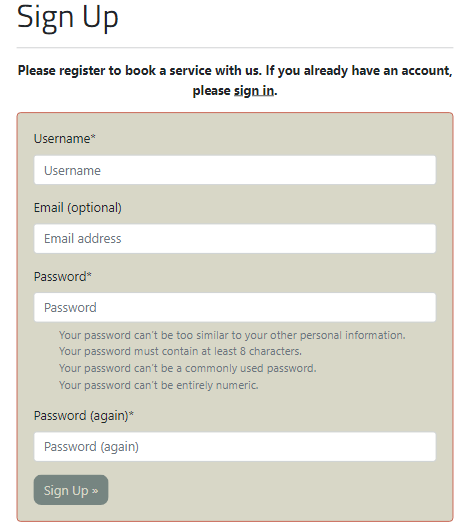 Sign Up
Please register to book a service with us. If you already have an account,
please sign in.
Username*
Username
Email (optional)
Email address
Password*
Password
Your password can't be too similar to your other personal information.
Your password must contain at least 8 characters.
Your password can't be a commonly used password.
Your password can't be entirely numeric.
Password (again)*
Password (again)
Sign Up »